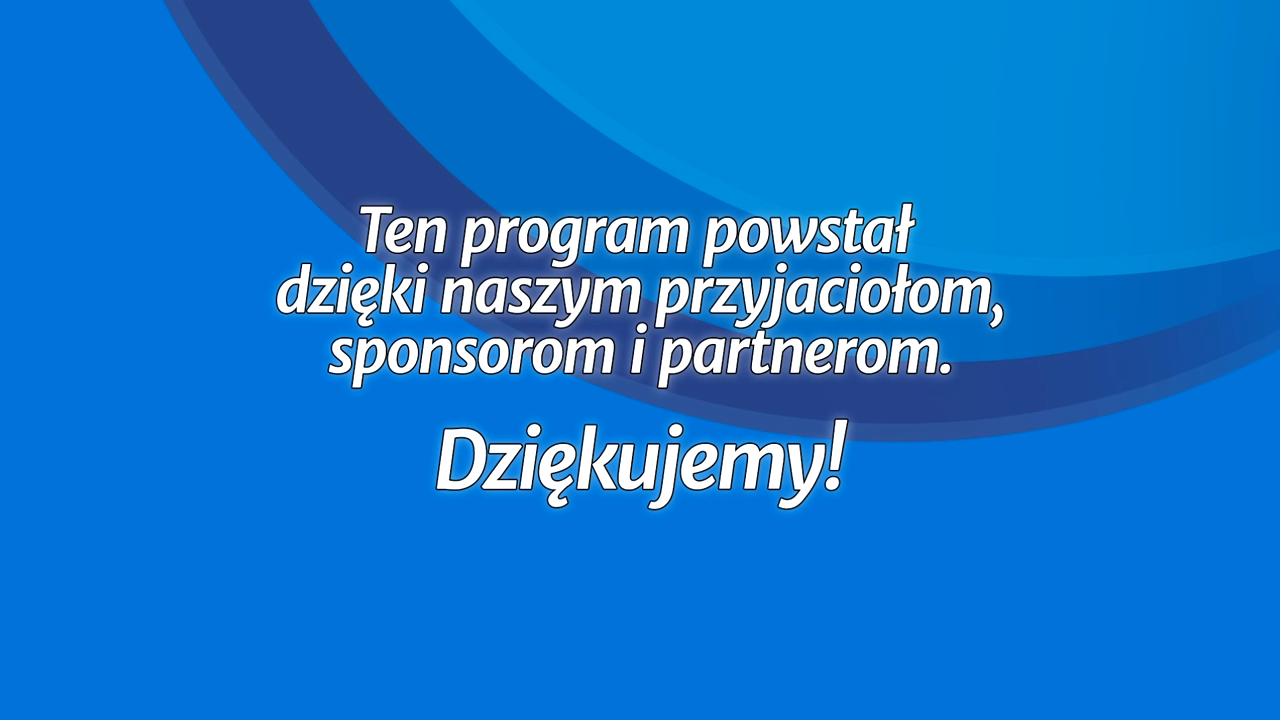 Ten program powstał
dzięki naszym przyjaciołom,
sponsorom i partnerom.
Dziękujemy!